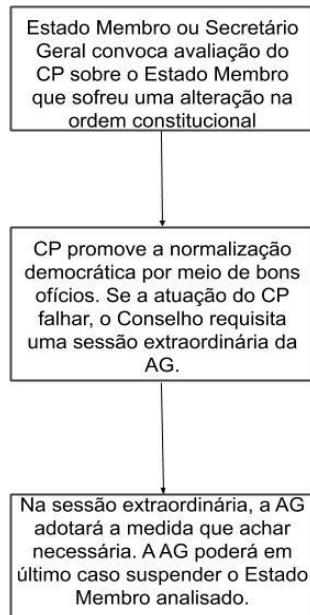 Estado Membro ou Secretário
Geral convoca avaliação do
CP sobre o Estado Membro
que sofreu uma alteração na
ordem constitucional
CP promove a normalização
democrática por meio de bons
ofícios. Se a atuação do CP
falhar, o Conselho requisita
uma sessão extraordinária da
AG.
Na sessão extraordinária, a AG
adotará a medida que achar
necessária. A AG poderá em
último caso suspender o Estado
Membro analisado.